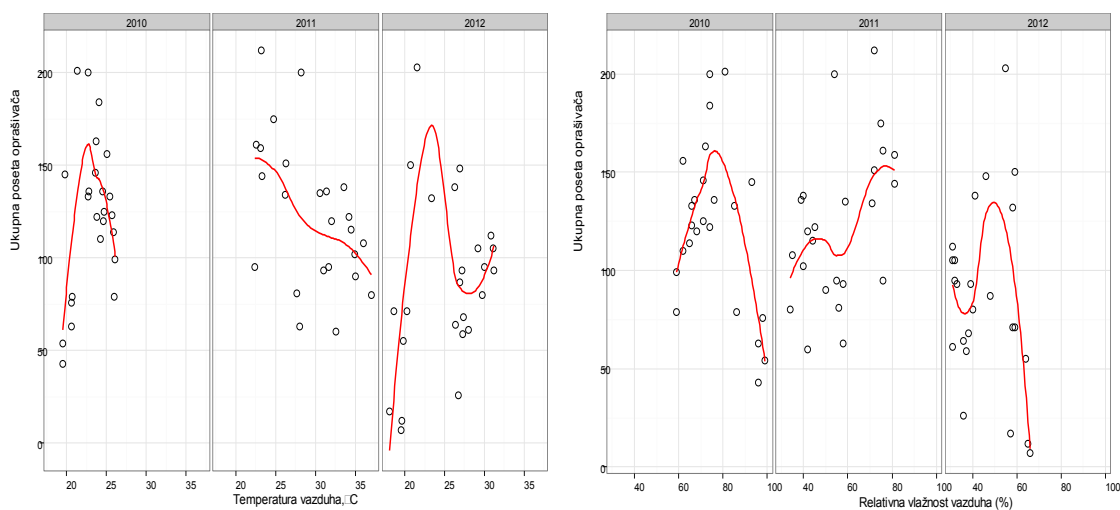 2010 2011 2012
Ukupna poseta oprašivača
200
150
100
50
0
20 25 30 35 20 25 30 35 20 25 30 35
Temperatura vazduha,□C
2010 2011 2012
Ukupna poseta oprašivača
200
150
100
50
0
40 60 80 100 40 60 80 100 40 60 80 100
Relativna vlažnost vazduha (%)